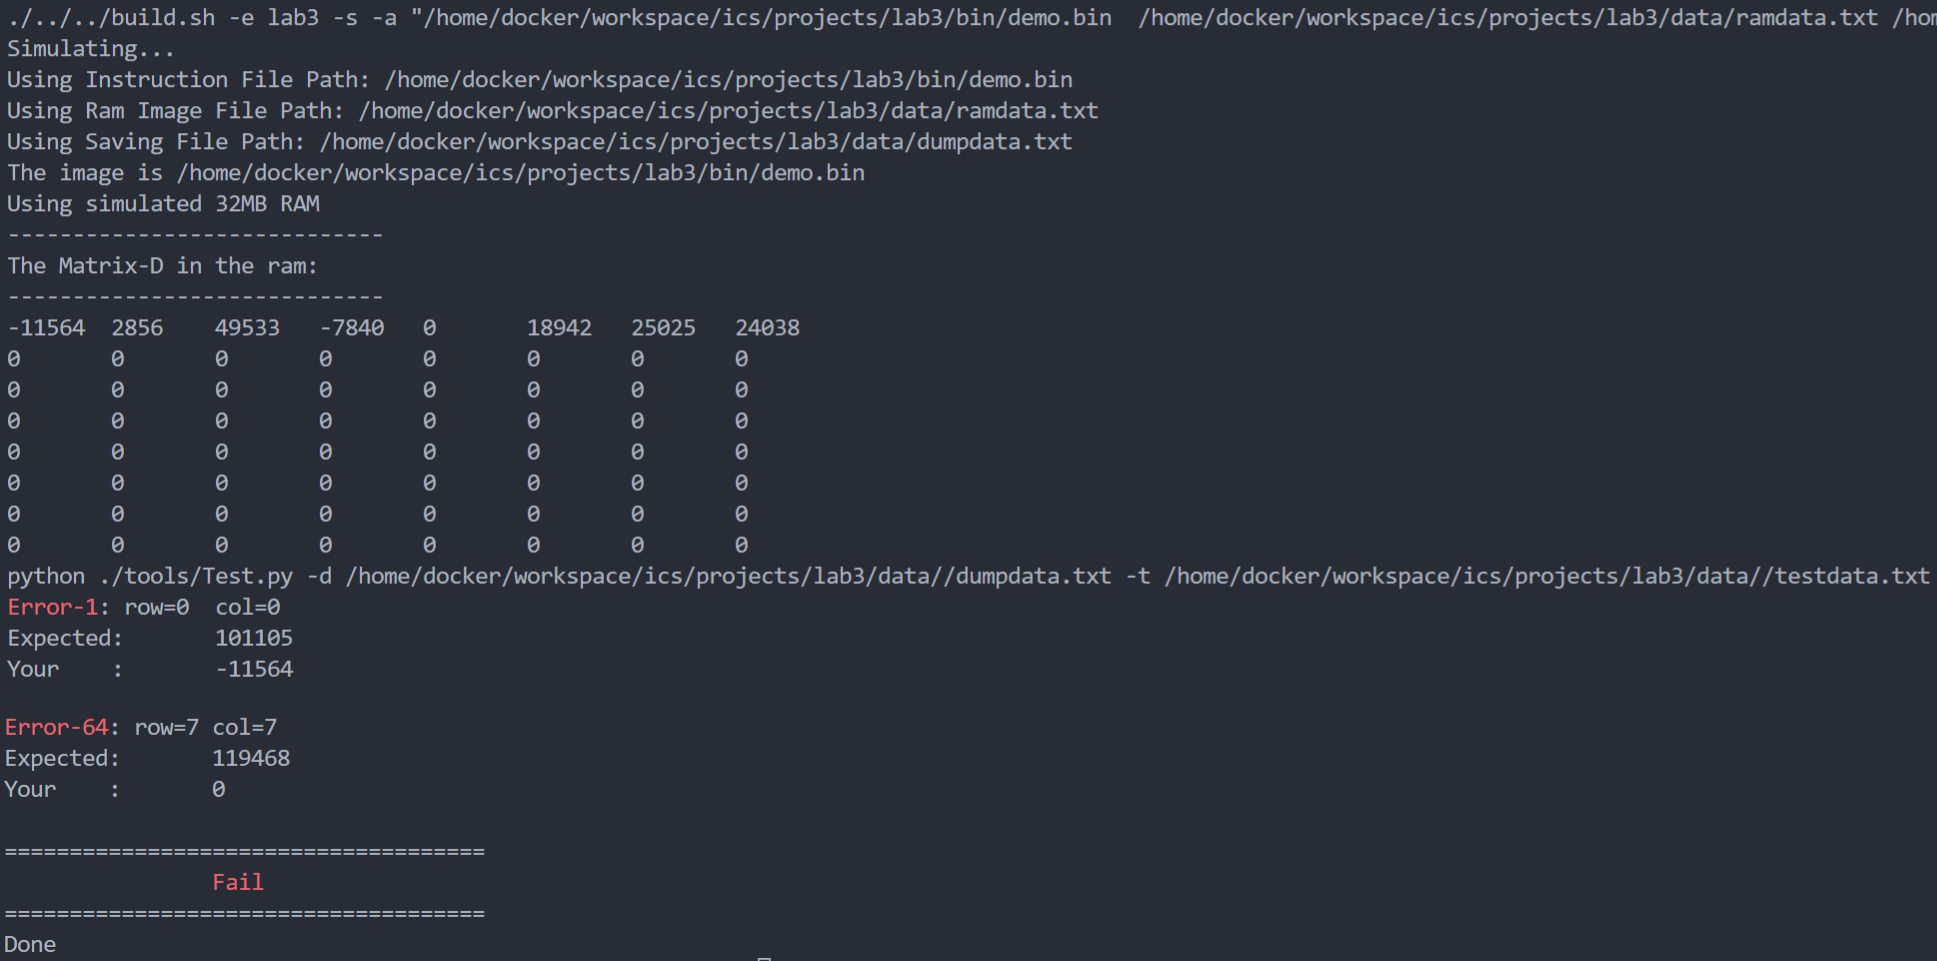 ./../../build.sh -e lab3 -s -a "/home/docker/workspace/ics/projects/lab3/bin/demo.bin  /home/docker/workspace/ics/projects/lab3/data/ramdata.txt
Simulating...
Using Instruction File Path: /home/docker/workspace/ics/projects/lab3/bin/demo.bin
Using Ram Image File Path: /home/docker/workspace/ics/projects/lab3/data/ramdata.txt
Using Saving File Path: /home/docker/workspace/ics/projects/lab3/data/dumpdata.txt
The image is /home/docker/workspace/ics/projects/lab3/bin/demo.bin
Using simulated 32MB RAM
-----------------------------
The Matrix-D in the ram:
-----------------------------
-11564  2856    49533   -7840   0       18942   25025   24038
0       0       0       0       0       0       0       0
0       0       0       0       0       0       0       0
0       0       0       0       0       0       0       0
0       0       0       0       0       0       0       0
0       0       0       0       0       0       0       0
0       0       0       0       0       0       0       0
0       0       0       0       0       0       0       0
python ./tools/Test.py -d /home/docker/workspace/ics/projects/lab3/data//dumpdata.txt -t /home/docker/workspace/ics/projects/lab3/data//testdata.txt
Error-1: row=0  col=0
Expected:       101105
Your    :       -11564
Error-64: row=7 col=7
Expected:       119468
Your    :       0
=====================================
Fail
=====================================
Done